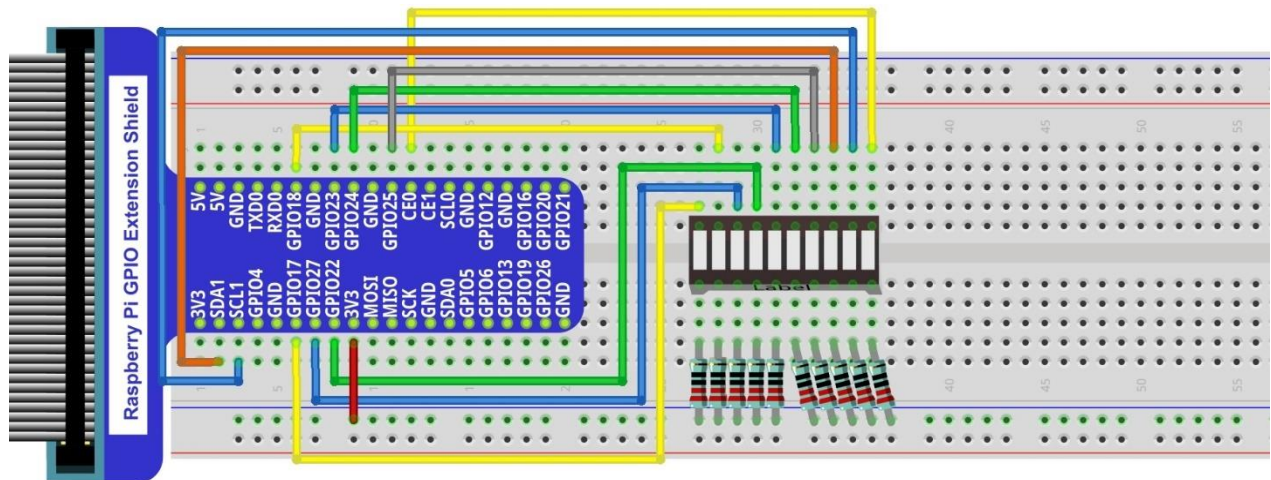 Raspberry Pi GPIO Extension Shield
5V
5V
GND
TXD0
RXD0
GPIO18
GND
GPIO23
GPIO24
GND
GPIO25
CE0
CE1
SCL0
GND
GPIO12
GND
GPIO16
GPIO20
GPIO21
3V3
SDA1
SCL1
GPIO4
GND
GPIO17
GPIO27
GPIO22
3V3
MOSI
MISO
SCK
GND
SDA0
GPIO5
GPIO6
GPIO13
GPIO19
GPIO26
GND
Label
1
5
30
40
45
50
55
1
5
40
45
50
55